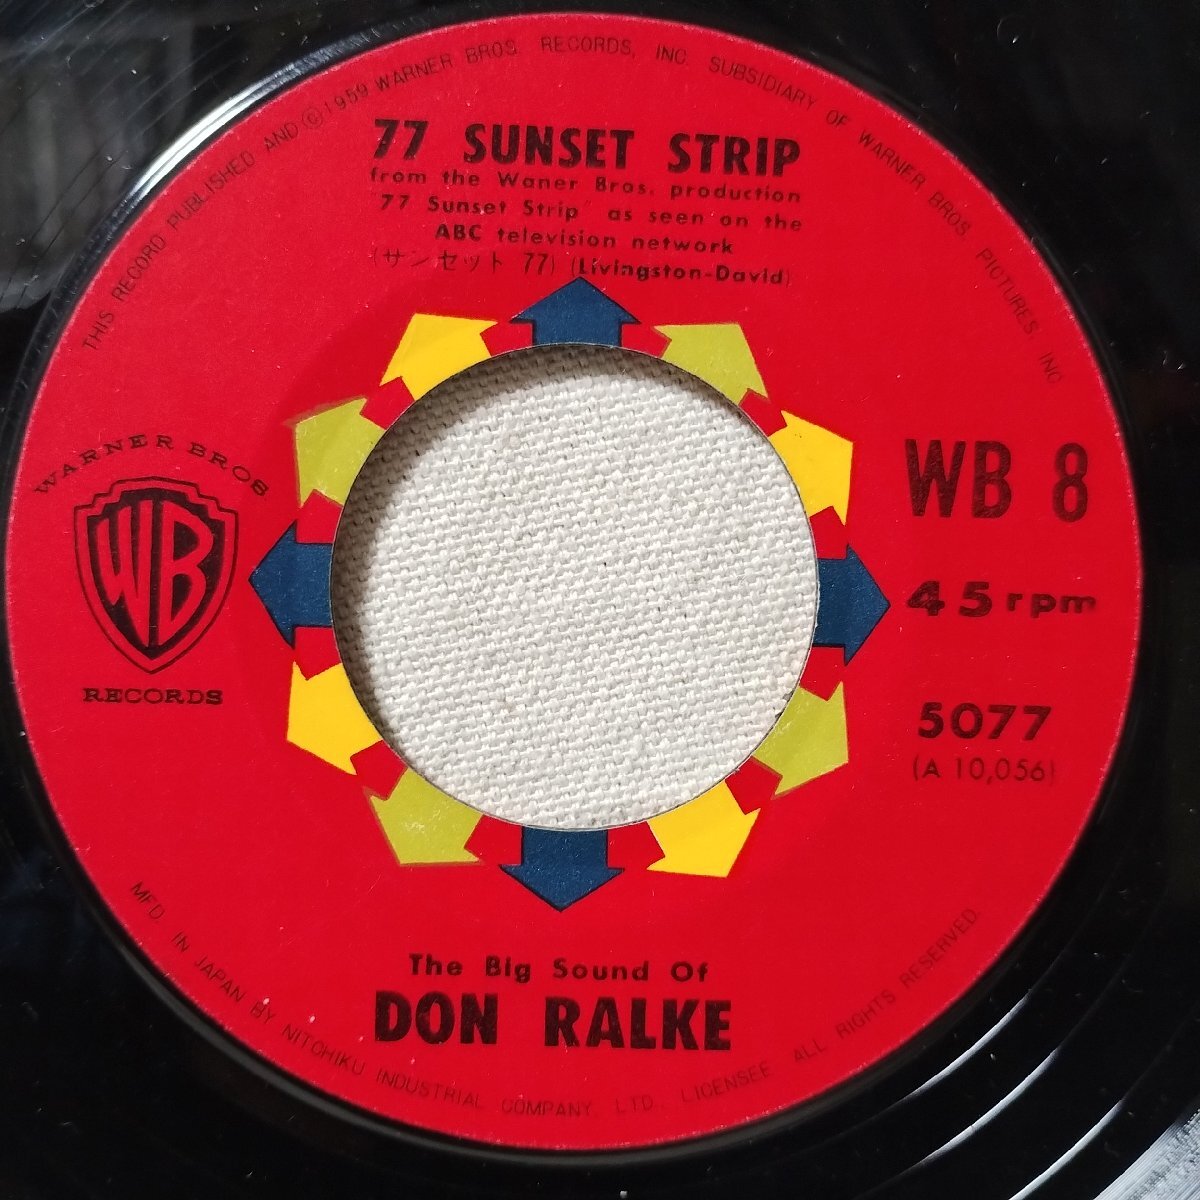 THIS RECORD PUBLISHED AND ©1959 WARNER BROS. RECORDS, INC. SUBSIDIARY OF WARNER BROS PICTURES, INC
77 SUNSET STRIP
from the Waner Bros. production
77 Sunset Strip" as seen on the
ABC television network
(サンセット 77) (Livingston-David)
WARNER BROS
WB
RECORDS
WB 8
45 rpm
5077
(A 10,056)
The Big Sound Of
DON RALKE
MFD. IN JAPAN BY NITCHIKU INDUSTRIAL COMPANY, LTD., LICENSEE ALL RIGHTS RESERVED.